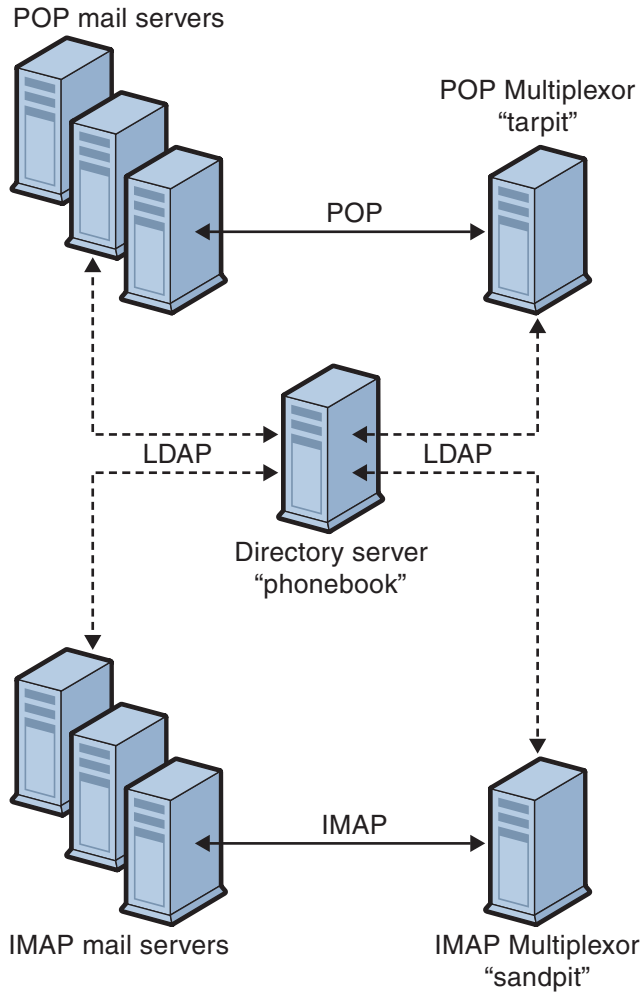 POP mail servers
POP Multiplexor
“tarpit”
POP
LDAP
LDAP
Directory server
“phonebook”
IMAP
IMAP mail servers
IMAP Multiplexor
“sandpit”